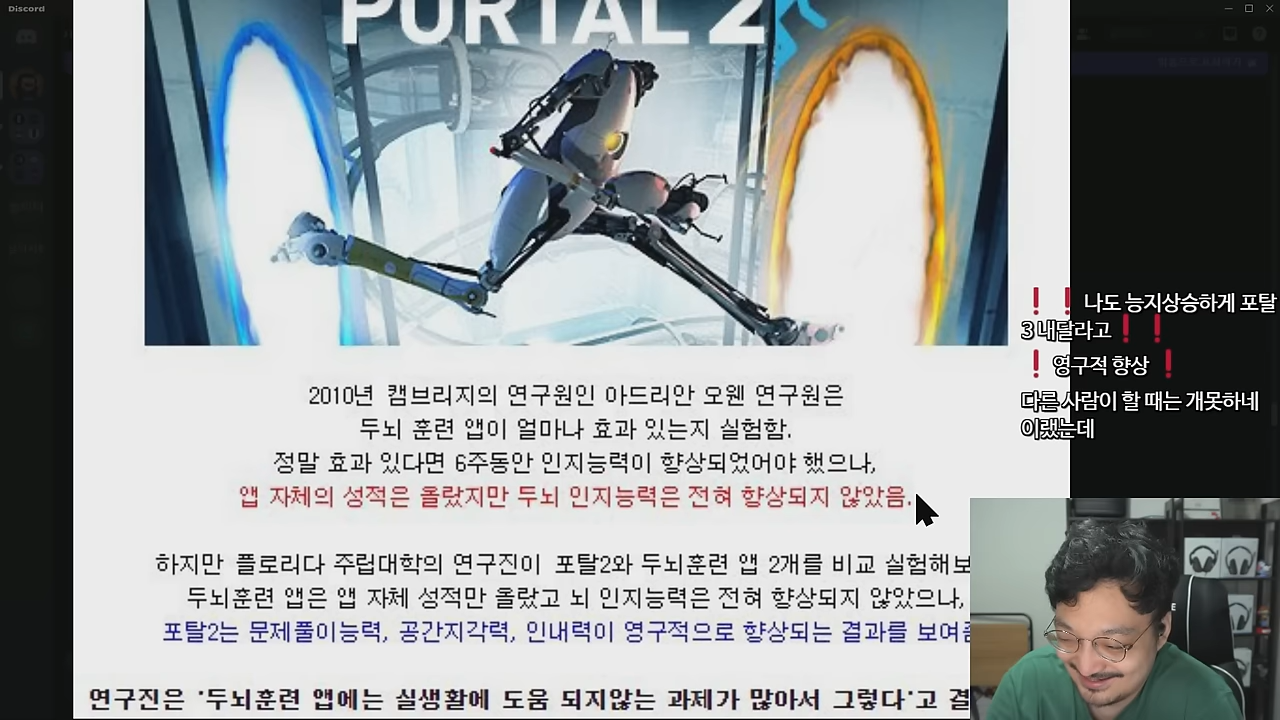 Discord
PORTAL 2
2010년 캠브리지의 연구원인 아드리안 오웬 연구원은
두뇌 훈련 앱이 얼마나 효과 있는지 실험함.
정말 효과 있다면 6주동안 인지능력이 향상되었어야 했으나,
앱 자체의 성적은 올랐지만 두뇌 인지능력은 전혀 향상되지 않았음.
하지만 플로리다 주립대학의 연구진이 포탈2와 두뇌훈련 앱 2개를 비교 실험해보
두뇌훈련 앱은 앱 자체 성적만 올랐고 뇌 인지능력은 전혀 향상되지 않았으나,
포탈2는 문제풀이능력, 공간지각력, 인내력이 영구적으로 향상되는 결과를 보여
연구진은 '두뇌훈련 앱에는 실생활에 도움 되지않는 과제가 많아서 그렇다'고 결
❗❗ 나도 능지상승하게 포탈
3 내달라고 ❗❗
❗ 영구적 향상 ❗
다른 사람이 할 때는 개못하네
이랬는데